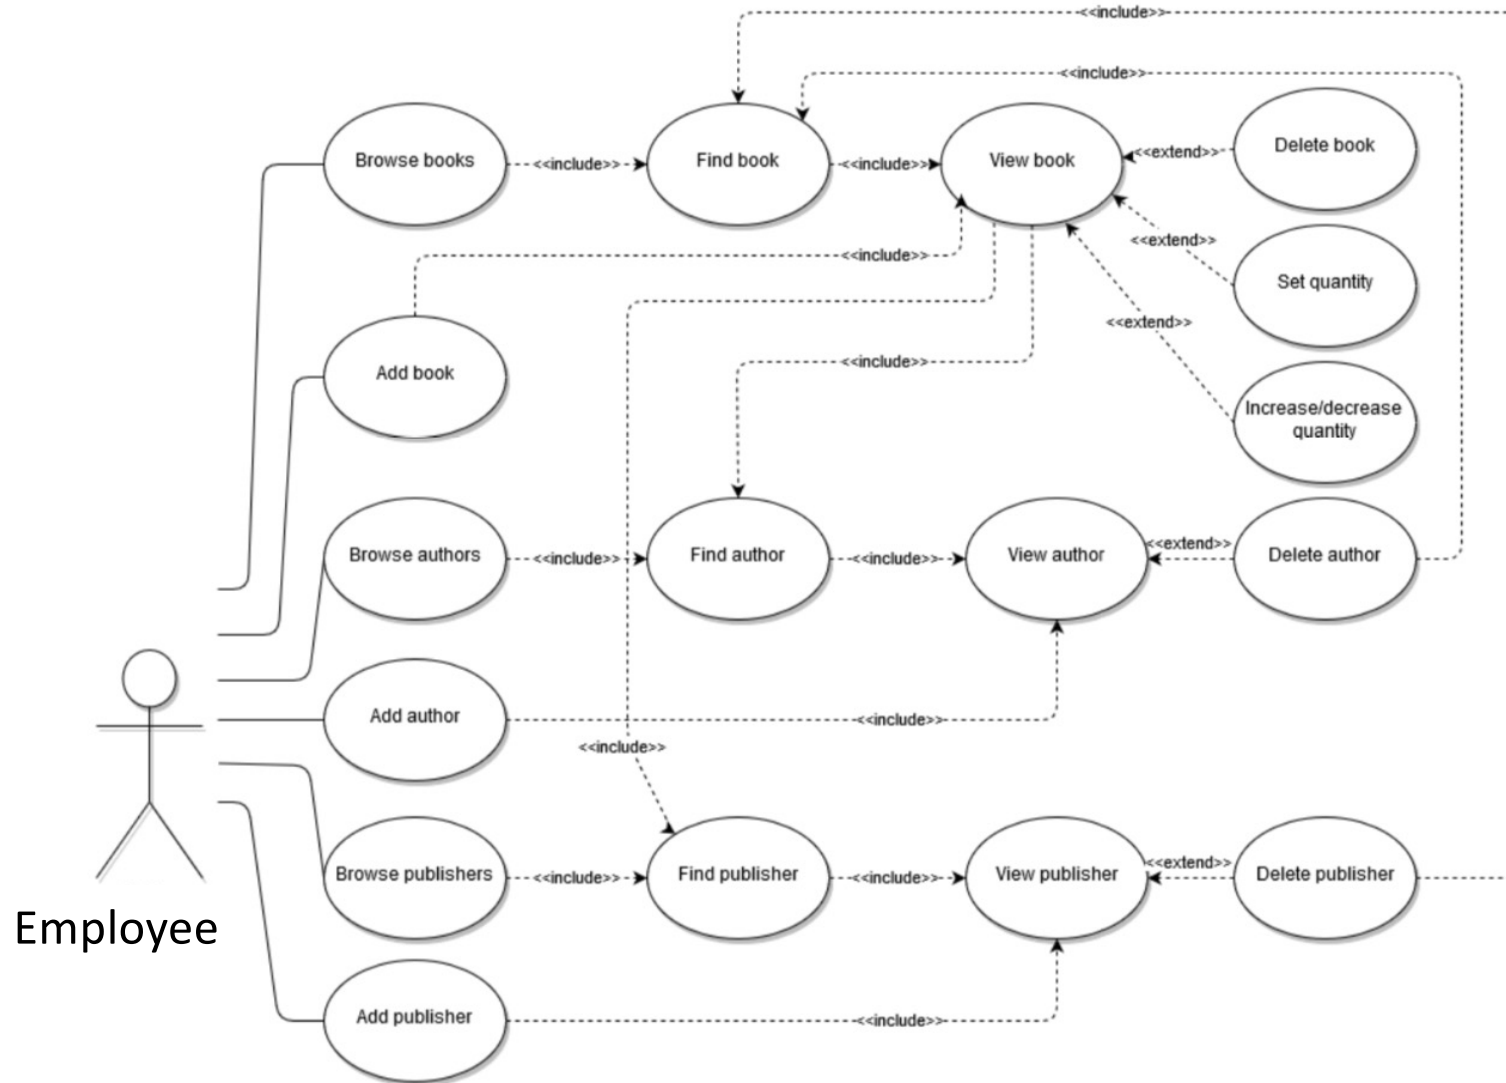 <<include>>
<<include>>
Browse books
<<include>>
Find book
<<include>>
View book
<<extend>>
Delete book
<<extend>>
Set quantity
<<include>>
<<extend>>
<<include>>
Add book
Increase/decrease
quantity
Browse authors
<<include>>
Find author
<<include>>
View author
<<extend>>
Delete author
Add author
<<include>>
<<include>>
Browse publishers
<<include>>
Find publisher
<<include>>
View publisher
<<extend>>
Delete publisher
Employee
Add publisher
<<include>>